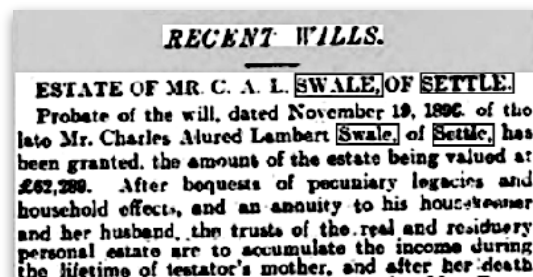 RECENT WILLS.
ESTATE OF MR. C. A. L. SWALE, OF SETTLE.
Probate of the will, dated November 19, 1896, of the
late Mr. Charles Alured Lambert Swale, of Settle, has
been granted, the amount of the estate being valued at
£62,289. After bequests of pecuniary legacies and
household effects, and an annuity to his housekeeper
and her husband, the trusts of the real and residuary
personal estate are to accumulate the income during
the lifetime of testator's mother, and after her death